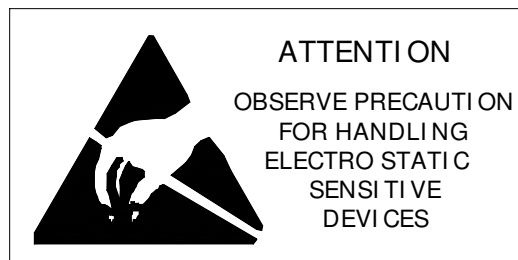 ATTENTION
OBSERVE PRECAUTION
FOR HANDLING
ELECTRO STATIC
SENSITIVE
DEVICES